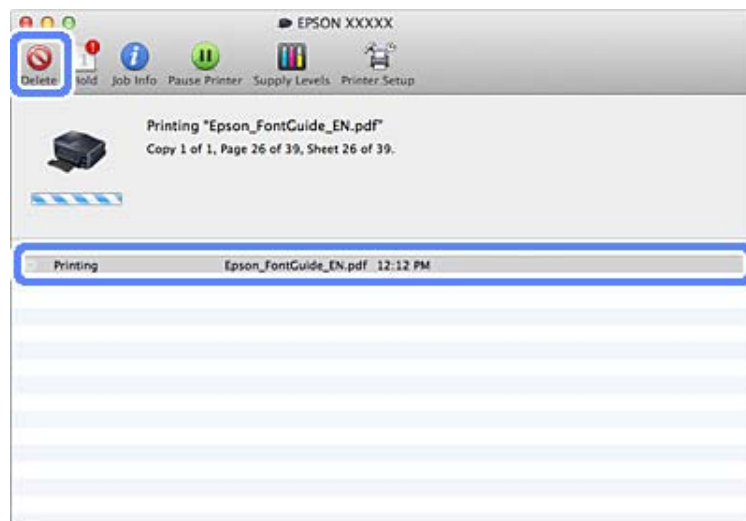 EPSON XXXXX
Delete Hold Job Info Pause Printer Supply Levels Printer Setup
Printing "Epson_FontGuide_EN.pdf"
Copy 1 of 1, Page 26 of 39, Sheet 26 of 39.
Printing Epson_FontGuide_EN.pdf 12:12 PM